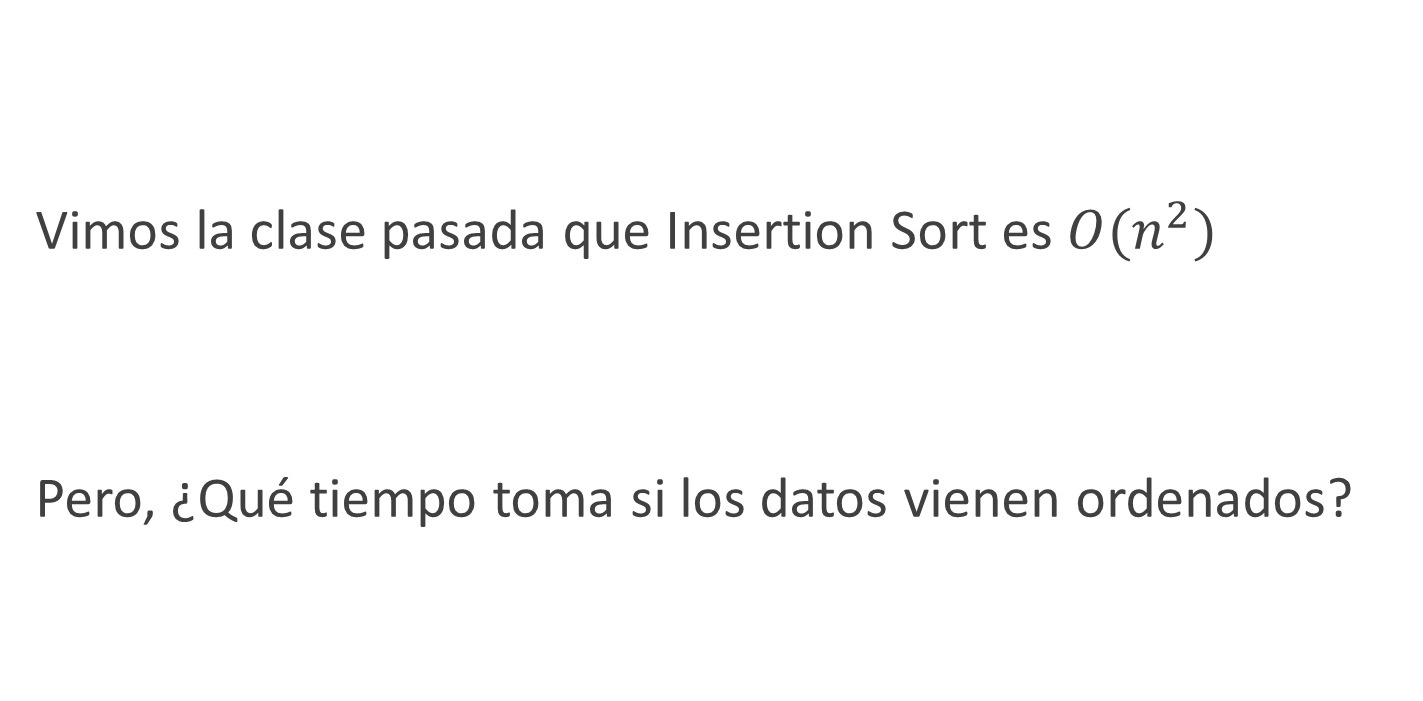 Vimos la clase pasada que Insertion Sort es 𝑂(𝑛²)
Pero, ¿Qué tiempo toma si los datos vienen ordenados?